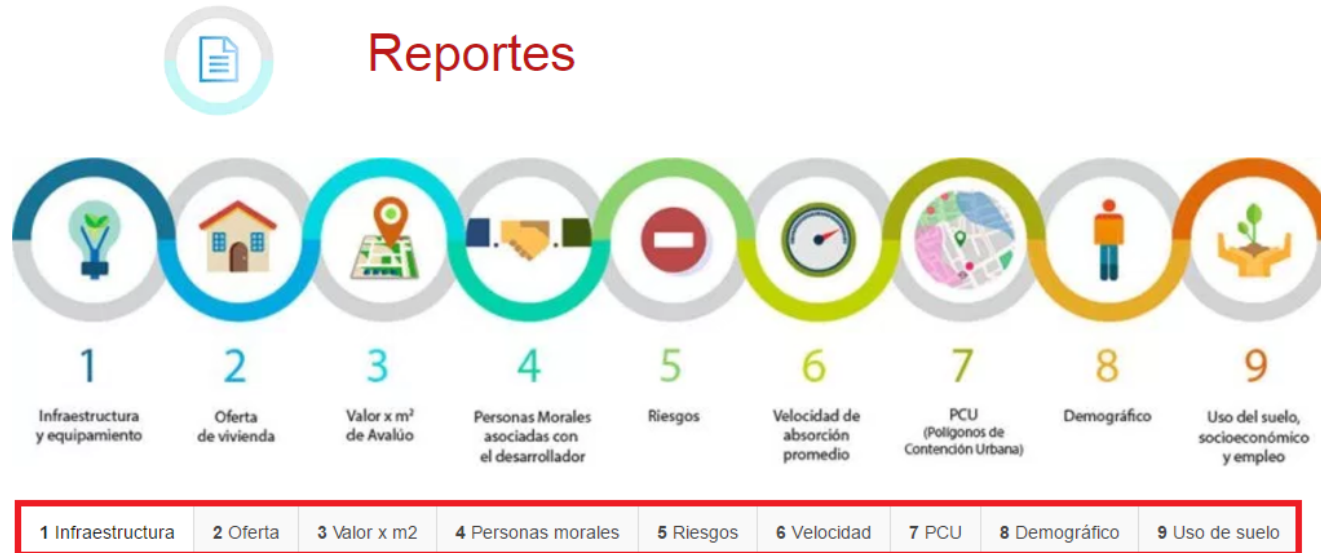 Reportes
1 2 3 4 5 6 7 8 9
Infraestructura
y equipamiento
Oferta
de vivienda
Valor x m²
de Avalúo
Personas Morales
asociadas con
el desarrollador
Riesgos
Velocidad de
absorción
promedio
PCU
(Polígonos de
Contención Urbana)
Demográfico
Uso del suelo,
socioeconómico
y empleo
1 Infraestructura 2 Oferta 3 Valor x m2 4 Personas morales 5 Riesgos 6 Velocidad 7 PCU 8 Demográfico 9 Uso de suelo